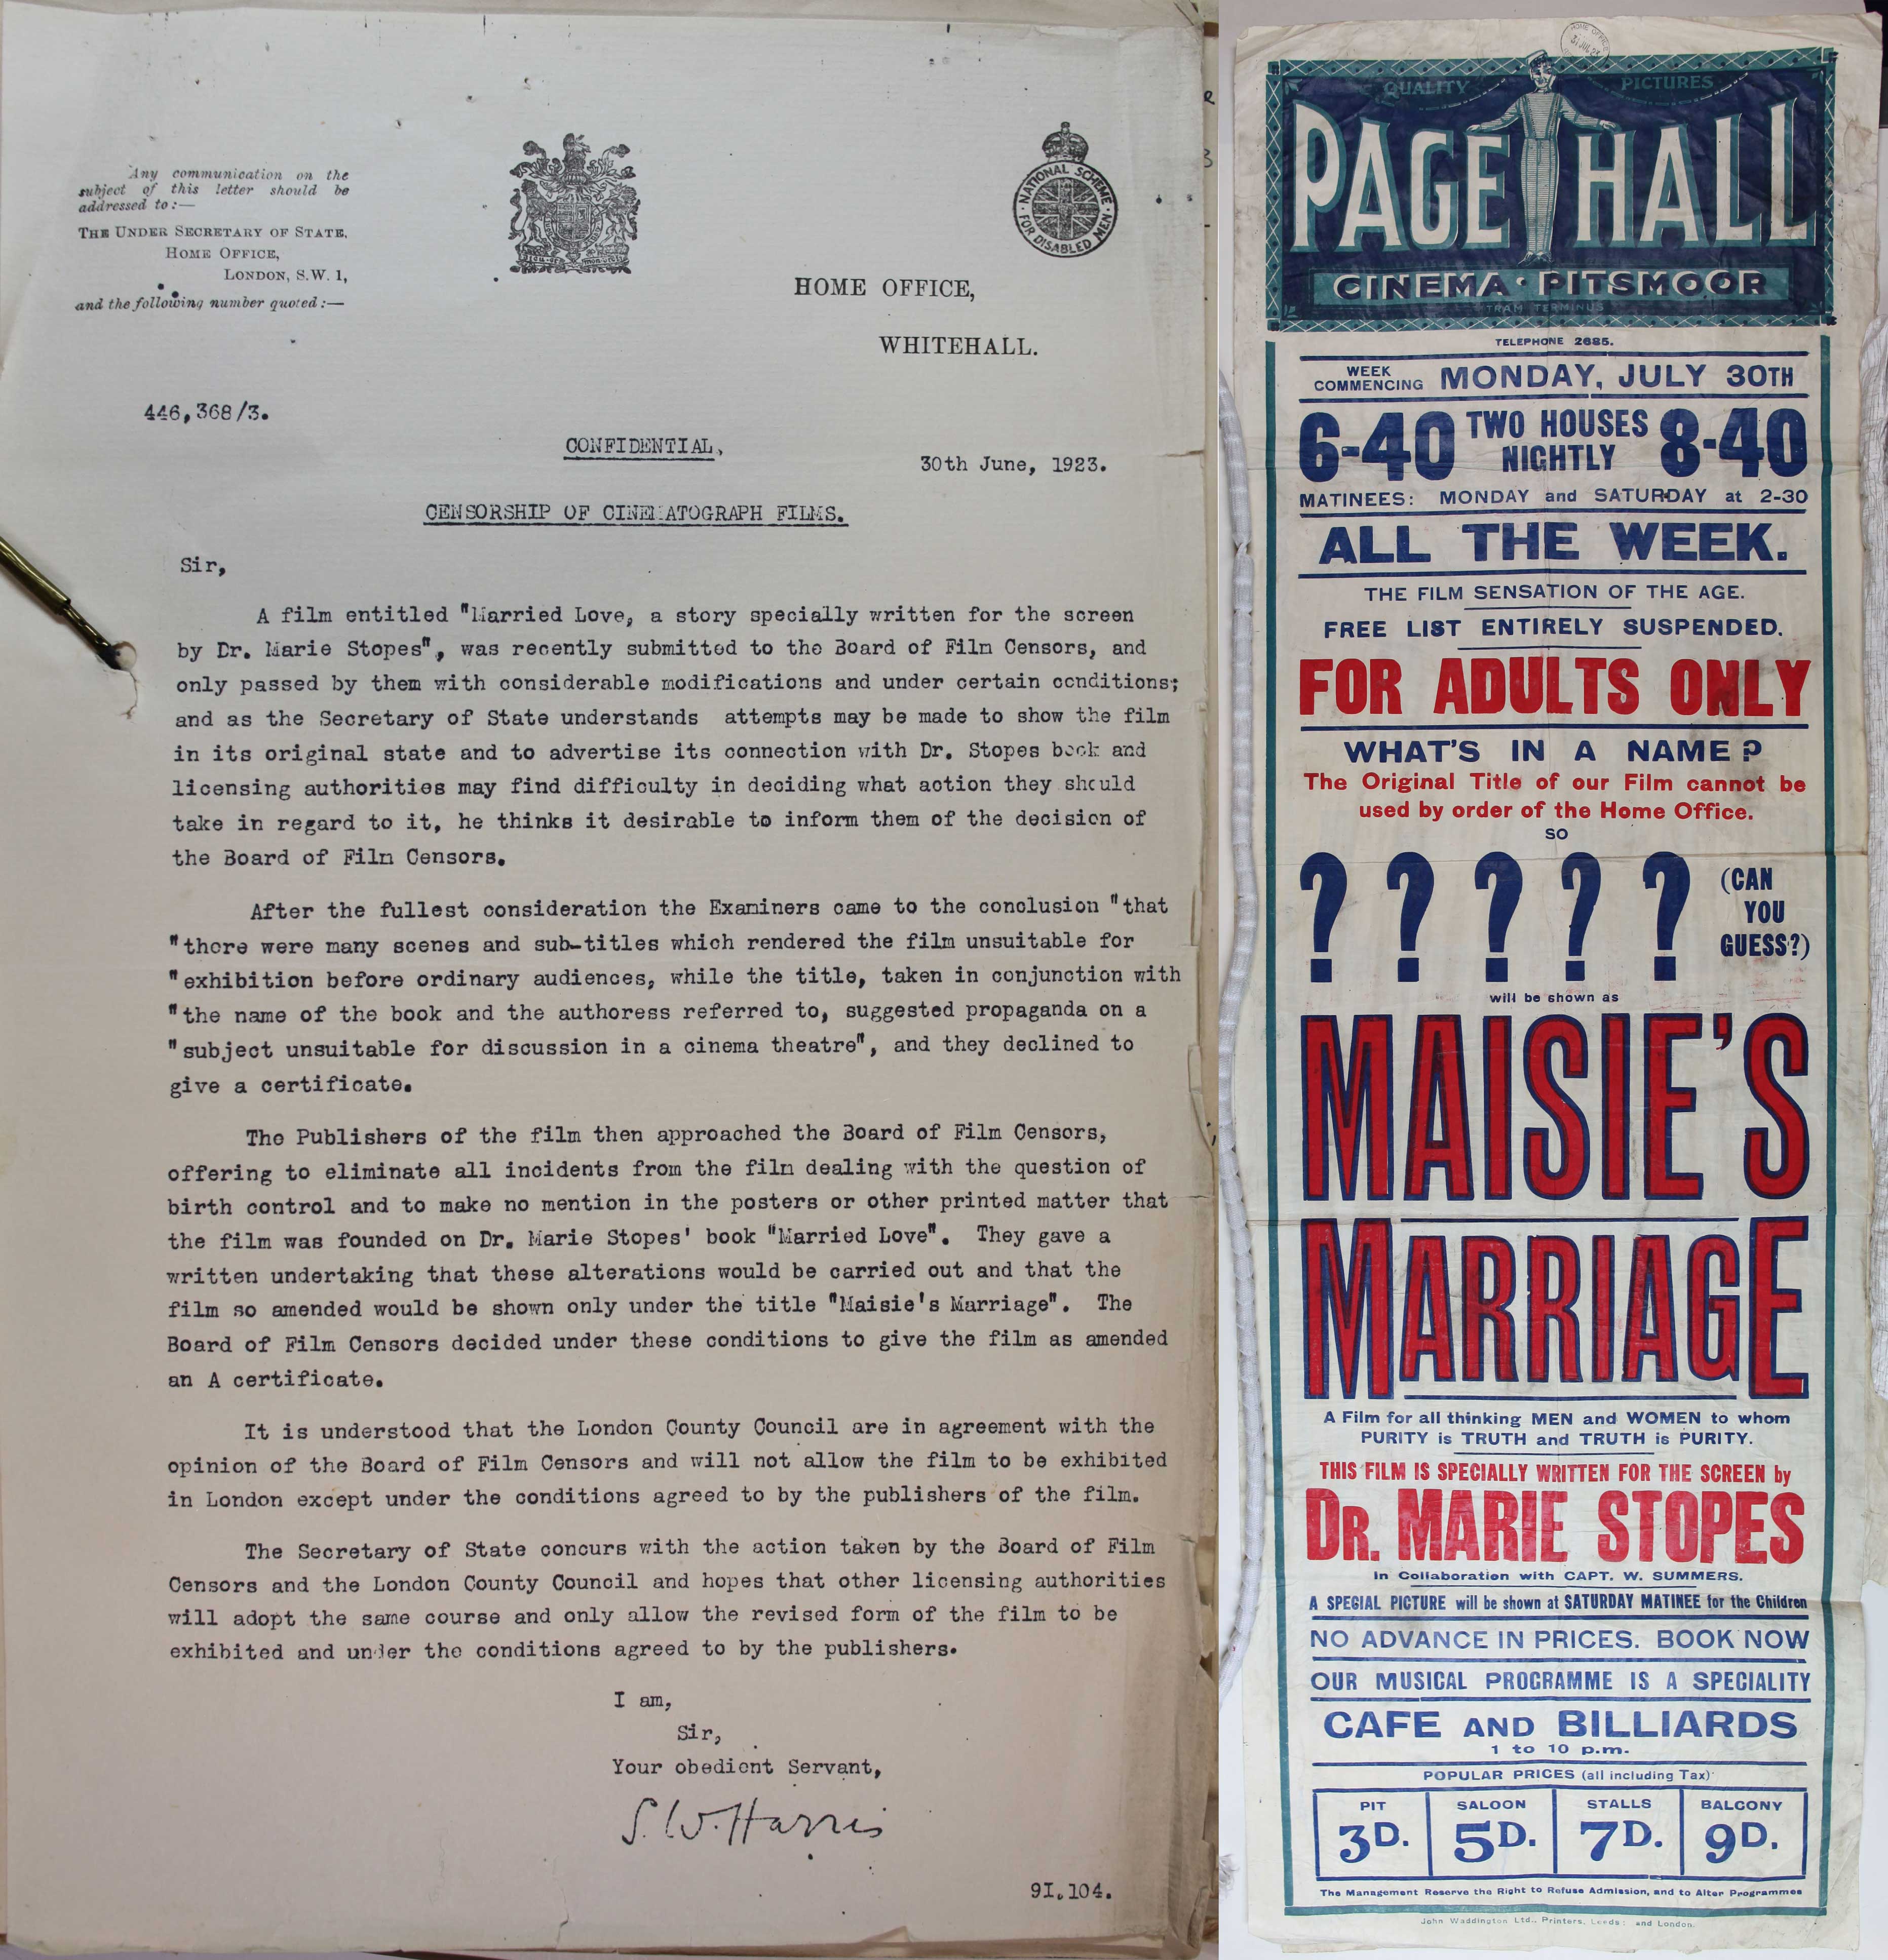 Any communication on the
subject of this letter should be
addressed to:—
THE UNDER SECRETARY OF STATE,
HOME OFFICE,
LONDON, S.W. 1,
and the following number quoted:—
NATIONAL SCHEME
FOR DISABLED MEN
HOME OFFICE,
WHITEHALL.
446,368/3.
CONFIDENTIAL,
30th June, 1923.
CENSORSHIP OF CINEMATOGRAPH FILMS.
Sir,
A film entitled "Married Love, a story specially written for the screen
by Dr. Marie Stopes", was recently submitted to the Board of Film Censors, and
only passed by them with considerable modifications and under certain conditions;
and as the Secretary of State understands attempts may be made to show the film
in its original state and to advertise its connection with Dr. Stopes book and
licensing authorities may find difficulty in deciding what action they should
take in regard to it, he thinks it desirable to inform them of the decision of
the Board of Film Censors.
After the fullest consideration the Examiners came to the conclusion "that
"there were many scenes and sub-titles which rendered the film unsuitable for
"exhibition before ordinary audiences, while the title, taken in conjunction with
"the name of the book and the authoress referred to, suggested propaganda on a
"subject unsuitable for discussion in a cinema theatre", and they declined to
give a certificate.
The Publishers of the film then approached the Board of Film Censors,
offering to eliminate all incidents from the film dealing with the question of
birth control and to make no mention in the posters or other printed matter that
the film was founded on Dr. Marie Stopes' book "Married Love". They gave a
written undertaking that these alterations would be carried out and that the
film so amended would be shown only under the title "Maisie's Marriage". The
Board of Film Censors decided under these conditions to give the film as amended
an A certificate.
It is understood that the London County Council are in agreement with the
opinion of the Board of Film Censors and will not allow the film to be exhibited
in London except under the conditions agreed to by the publishers of the film.
The Secretary of State concurs with the action taken by the Board of Film
Censors and the London County Council and hopes that other licensing authorities
will adopt the same course and only allow the revised form of the film to be
exhibited and under the conditions agreed to by the publishers.
I am,
Sir,
Your obedient Servant,
S. W. Harris
9I.104.
HOME OFFICE
31 JUL 23
QUALITY PICTURES
PAGE HALL
CINEMA · PITSMOOR
TRAM TERMINUS
TELEPHONE 2685.
WEEK COMMENCING MONDAY, JULY 30TH
6-40 TWO HOUSES NIGHTLY 8-40
MATINEES: MONDAY and SATURDAY at 2-30
ALL THE WEEK.
THE FILM SENSATION OF THE AGE.
FREE LIST ENTIRELY SUSPENDED.
FOR ADULTS ONLY
WHAT'S IN A NAME?
The Original Title of our Film cannot be
used by order of the Home Office.
SO
? ? ? ? ? (CAN YOU GUESS?)
will be shown as
MAISIE'S
MARRIAGE
A Film for all thinking MEN and WOMEN to whom
PURITY is TRUTH and TRUTH is PURITY.
THIS FILM IS SPECIALLY WRITTEN FOR THE SCREEN by
DR. MARIE STOPES
In Collaboration with CAPT. W. SUMMERS.
A SPECIAL PICTURE will be shown at SATURDAY MATINEE for the Children
NO ADVANCE IN PRICES. BOOK NOW
OUR MUSICAL PROGRAMME IS A SPECIALITY
CAFE AND BILLIARDS
1 to 10 p.m.
POPULAR PRICES (all including Tax)
PIT SALOON STALLS BALCONY
3D. 5D. 7D. 9D.
The Management Reserve the Right to Refuse Admission, and to Alter Programmes
John Waddington Ltd., Printers, Leeds: and London.